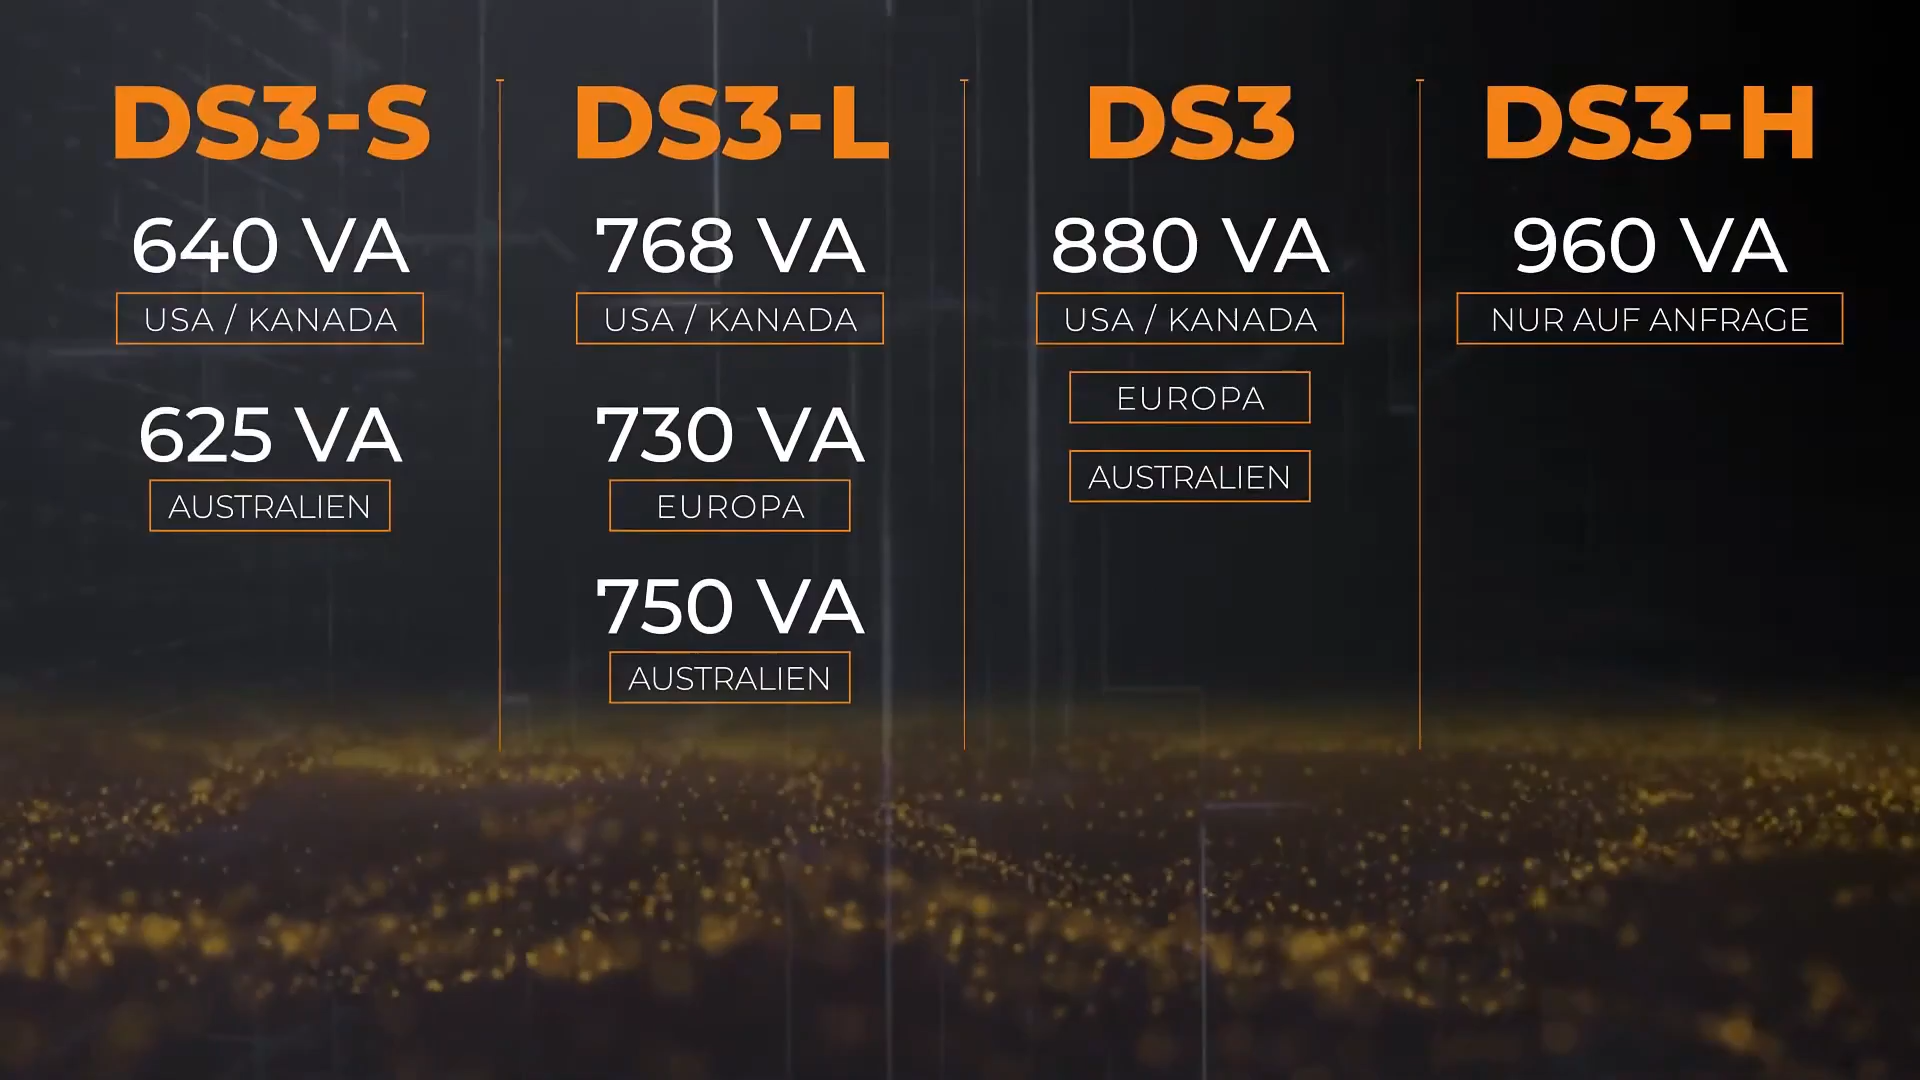 DS3-S
640 VA
USA / KANADA
625 VA
AUSTRALIEN
DS3-L
768 VA
USA / KANADA
730 VA
EUROPA
750 VA
AUSTRALIEN
DS3
880 VA
USA / KANADA
EUROPA
AUSTRALIEN
DS3-H
960 VA
NUR AUF ANFRAGE